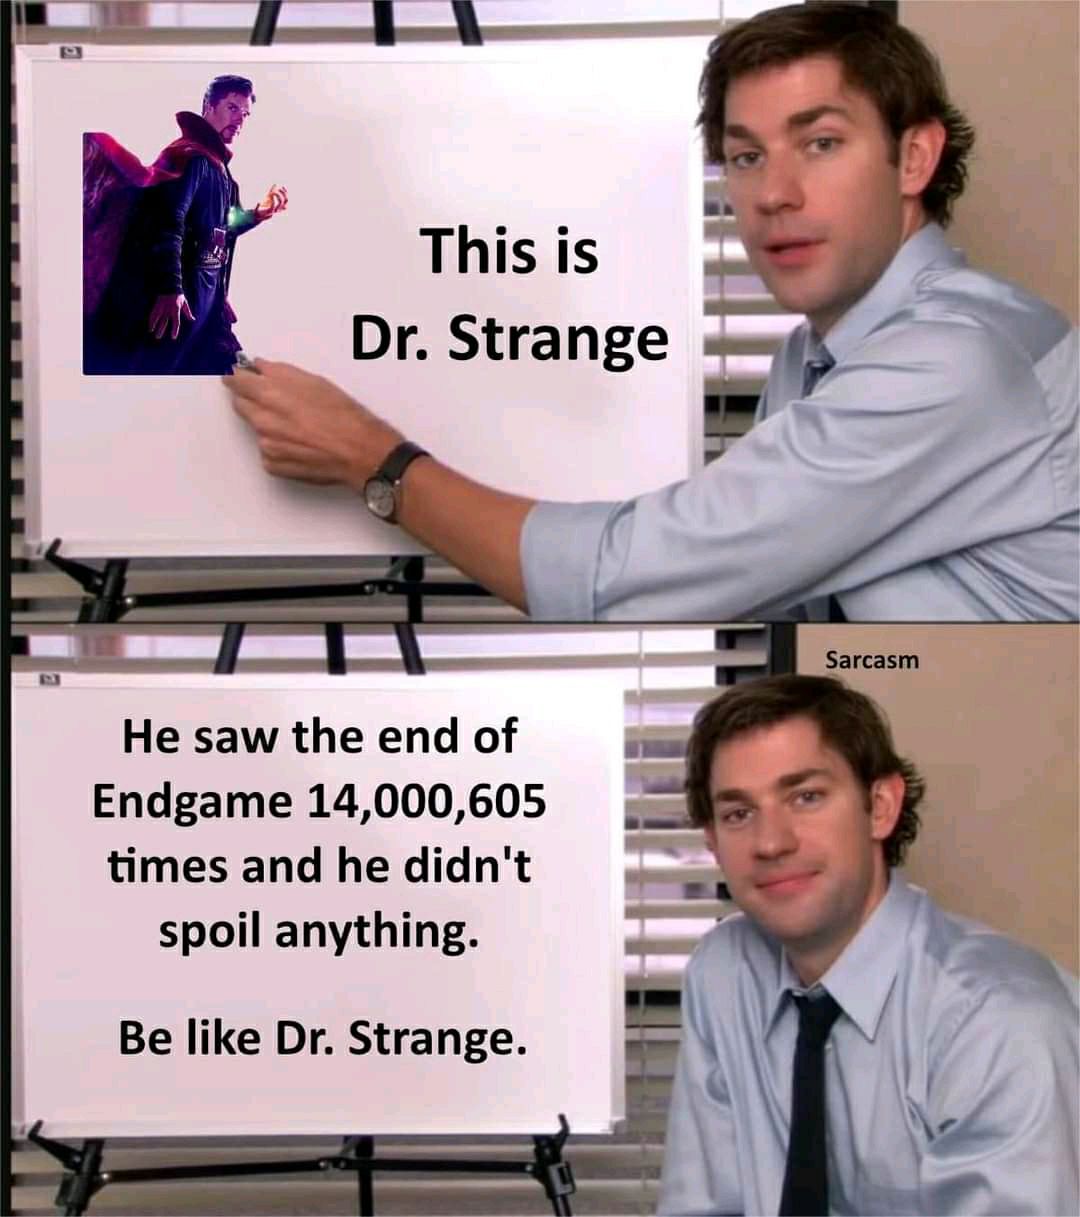 This is
Dr. Strange
Sarcasm
He saw the end of
Endgame 14,000,605
times and he didn't
spoil anything.
Be like Dr. Strange.